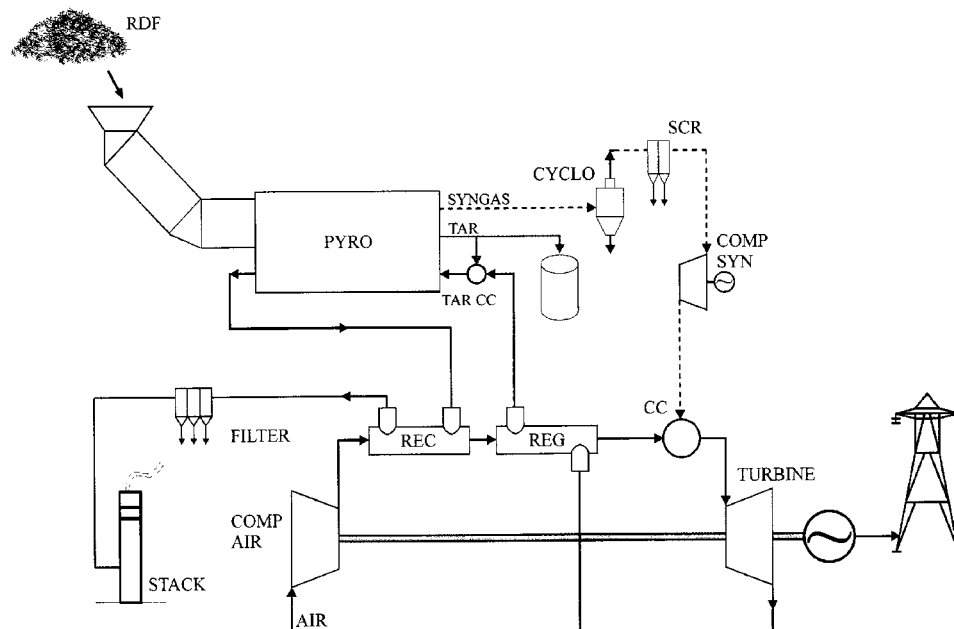 RDF
SCR
CYCLO
SYNGAS
TAR
PYRO
COMP
SYN
TAR CC
CC
FILTER
REC
REG
TURBINE
COMP
AIR
STACK
AIR